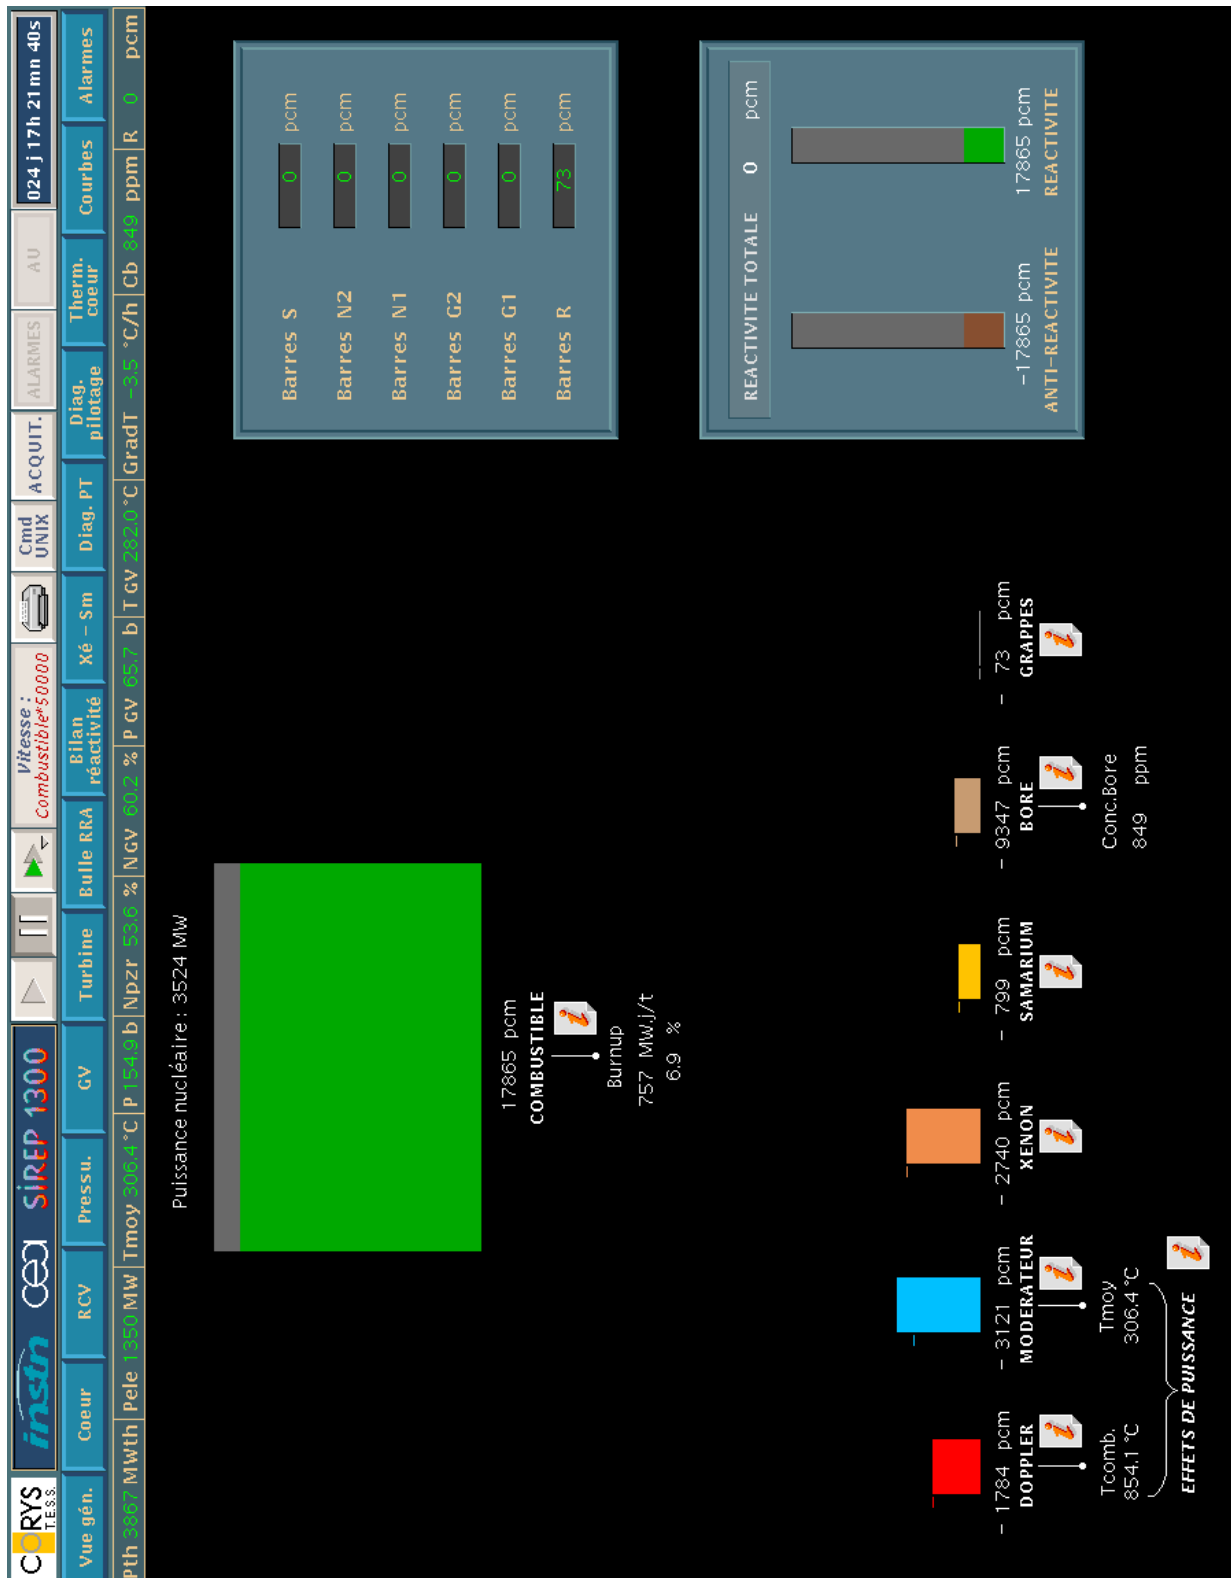 CORYS
T.E.S.S.
instn cea SiREP 1300
Vitesse :
Combustible*50000
Cmd
UNIX
ACQUIT.
ALARMES
AU
024 j 17h 21mn 40s
Vue gén.
Coeur
RCV
Pressu.
GV
Turbine
Bulle RRA
Bilan
réactivité
Xé – Sm
Diag. PT
Diag.
pilotage
Therm.
coeur
Courbes
Alarmes
Pth 3867 MWth Pele 1350 MW Tmoy 306.4 °C P 154.9 b Npzr 53.6 % NGV 60.2 % P GV 65.7 b T GV 282.0 °C GradT –3.5 °C/h Cb 849 ppm R 0 pcm
Puissance nucléaire : 3524 MW
17865 pcm
COMBUSTIBLE
Burnup
757 MW.j/t
6.9 %
Barres S 0 pcm
Barres N2 0 pcm
Barres N1 0 pcm
Barres G2 0 pcm
Barres G1 0 pcm
Barres R 73 pcm
REACTIVITE TOTALE 0 pcm
–17865 pcm
ANTI–REACTIVITE
17865 pcm
REACTIVITE
– 1784 pcm
DOPPLER
Tcomb.
854.1 °C
– 3121 pcm
MODERATEUR
Tmoy
306.4 °C
EFFETS DE PUISSANCE
– 2740 pcm
XENON
– 799 pcm
SAMARIUM
– 9347 pcm
BORE
Conc.Bore
849 ppm
– 73 pcm
GRAPPES